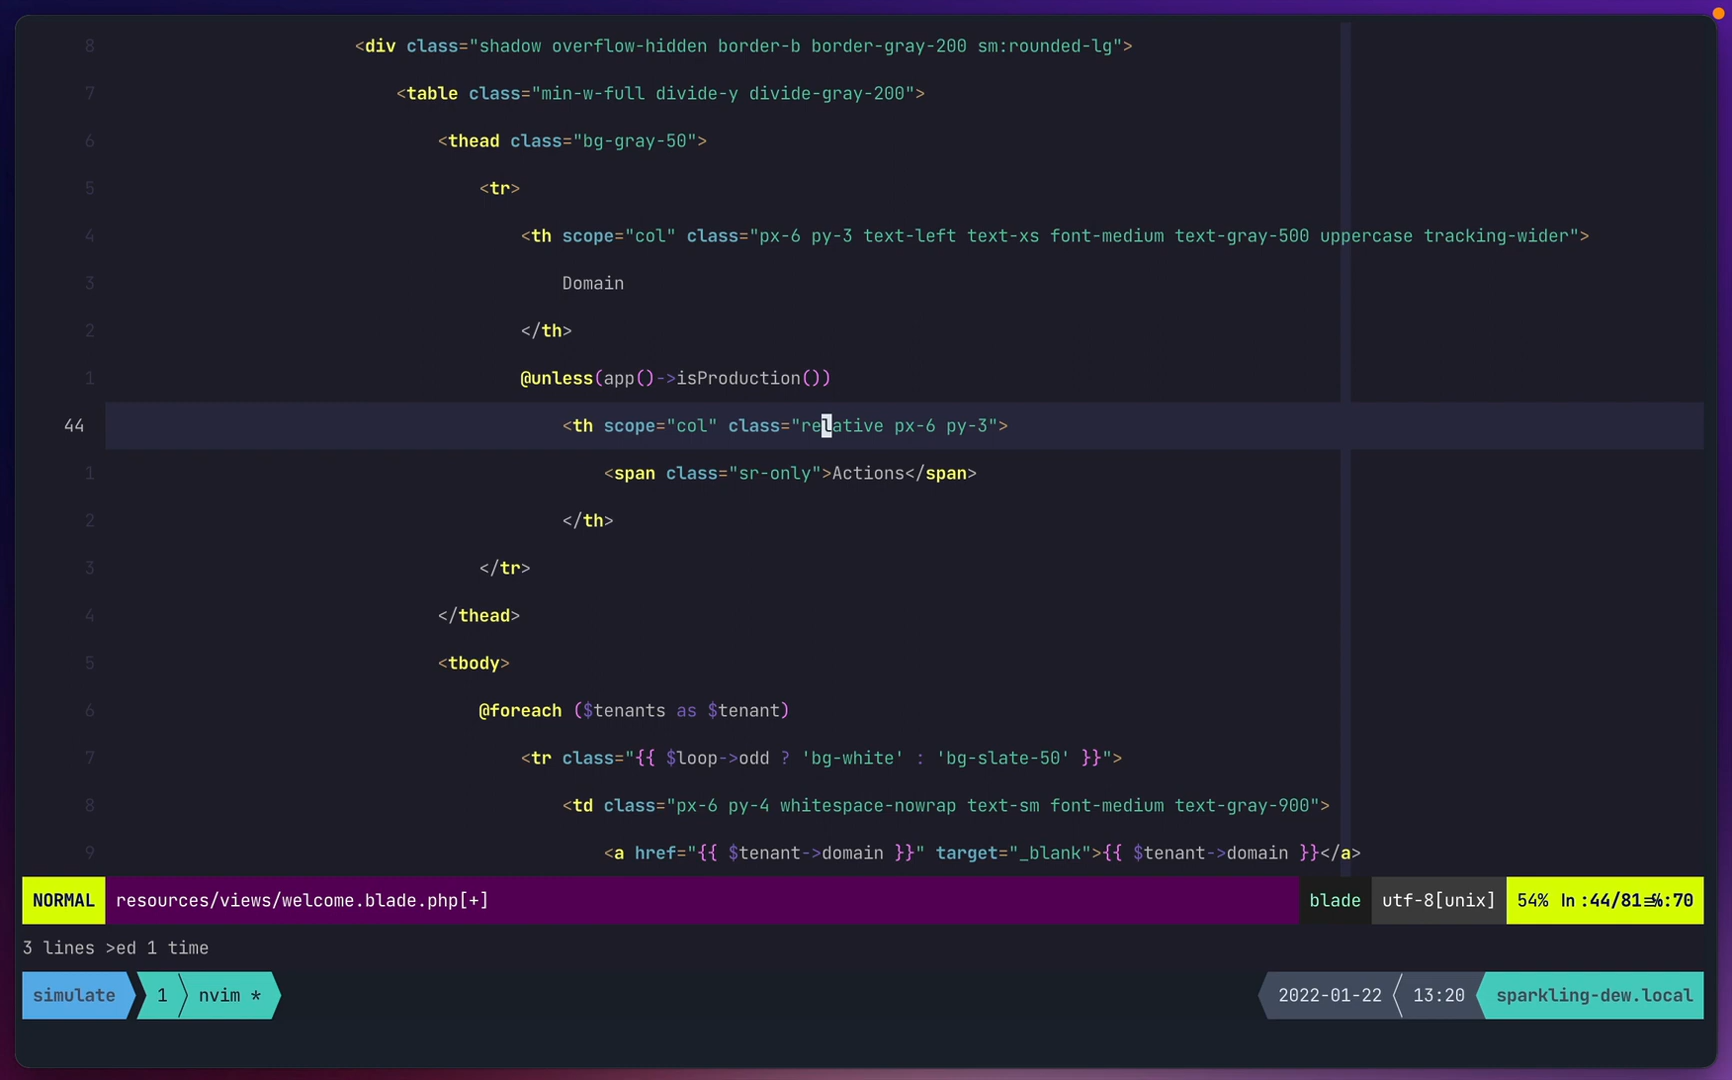 8 <div class="shadow overflow-hidden border-b border-gray-200 sm:rounded-lg">
7 <table class="min-w-full divide-y divide-gray-200">
6 <thead class="bg-gray-50">
5 <tr>
4 <th scope="col" class="px-6 py-3 text-left text-xs font-medium text-gray-500 uppercase tracking-wider">
3 Domain
2 </th>
1 @unless(app()->isProduction())
44 <th scope="col" class="relative px-6 py-3">
1 <span class="sr-only">Actions</span>
2 </th>
3 </tr>
4 </thead>
5 <tbody>
6 @foreach ($tenants as $tenant)
7 <tr class="{{ $loop->odd ? 'bg-white' : 'bg-slate-50' }}">
8 <td class="px-6 py-4 whitespace-nowrap text-sm font-medium text-gray-900">
9 <a href="{{ $tenant->domain }}" target="_blank">{{ $tenant->domain }}</a>
NORMAL resources/views/welcome.blade.php[+] blade utf-8[unix] 54% ln :44/81≡%:70
3 lines >ed 1 time
simulate 1 nvim * 2022-01-22 13:20 sparkling-dew.local